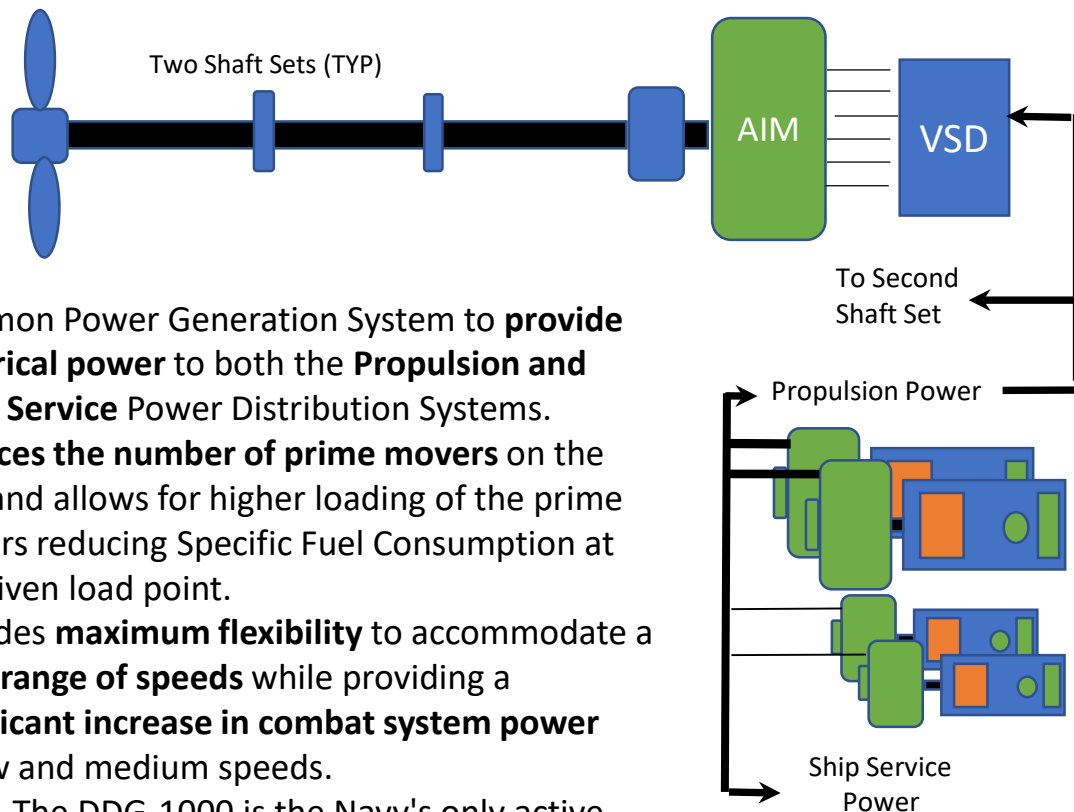 Two Shaft Sets (TYP)
AIM
VSD
To Second
Shaft Set
Propulsion Power
mon Power Generation System to provide
rical power to both the Propulsion and
Service Power Distribution Systems.
ces the number of prime movers on the
and allows for higher loading of the prime
rs reducing Specific Fuel Consumption at
iven load point.
des maximum flexibility to accommodate a
range of speeds while providing a
icant increase in combat system power
w and medium speeds.
The DDG-1000 is the Navy's only active
Ship Service
Power